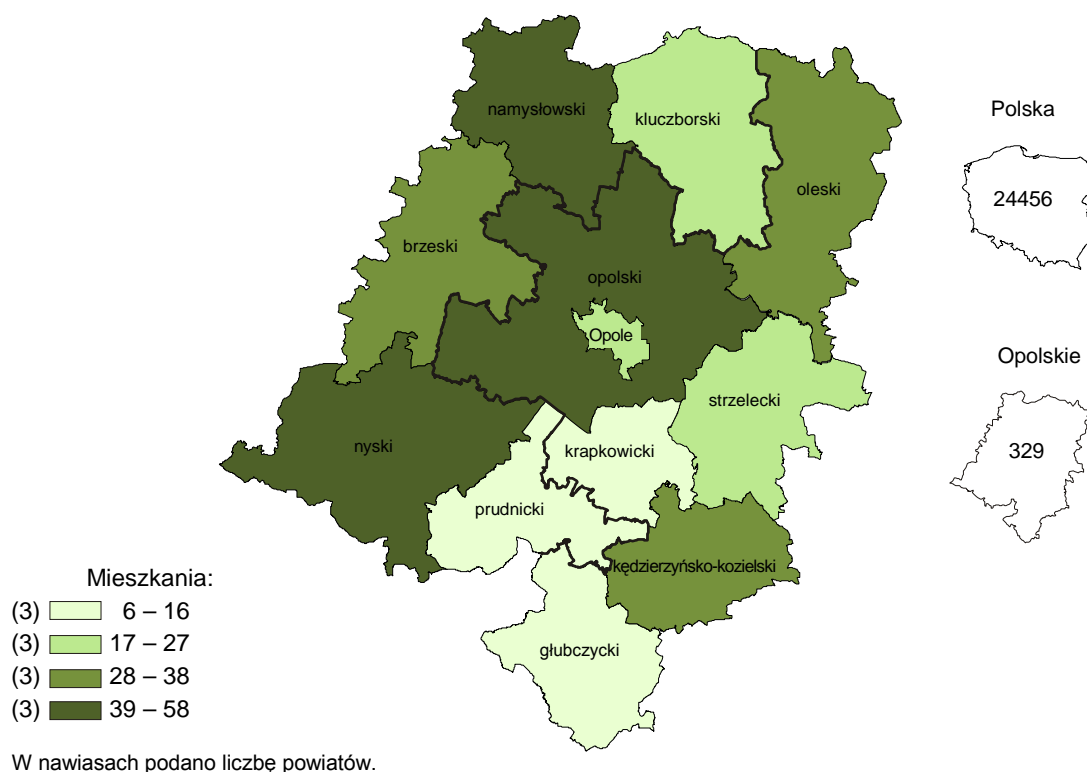 namysłowski
kluczborski
oleski
brzeski
opolski
Opole
strzelecki
nyski
krapkowicki
prudnicki
kędzierzyńsko-kozielski
głubczycki
Polska
24456
Opolskie
329
Mieszkania:
(3) 6 – 16
(3) 17 – 27
(3) 28 – 38
(3) 39 – 58
W nawiasach podano liczbę powiatów.